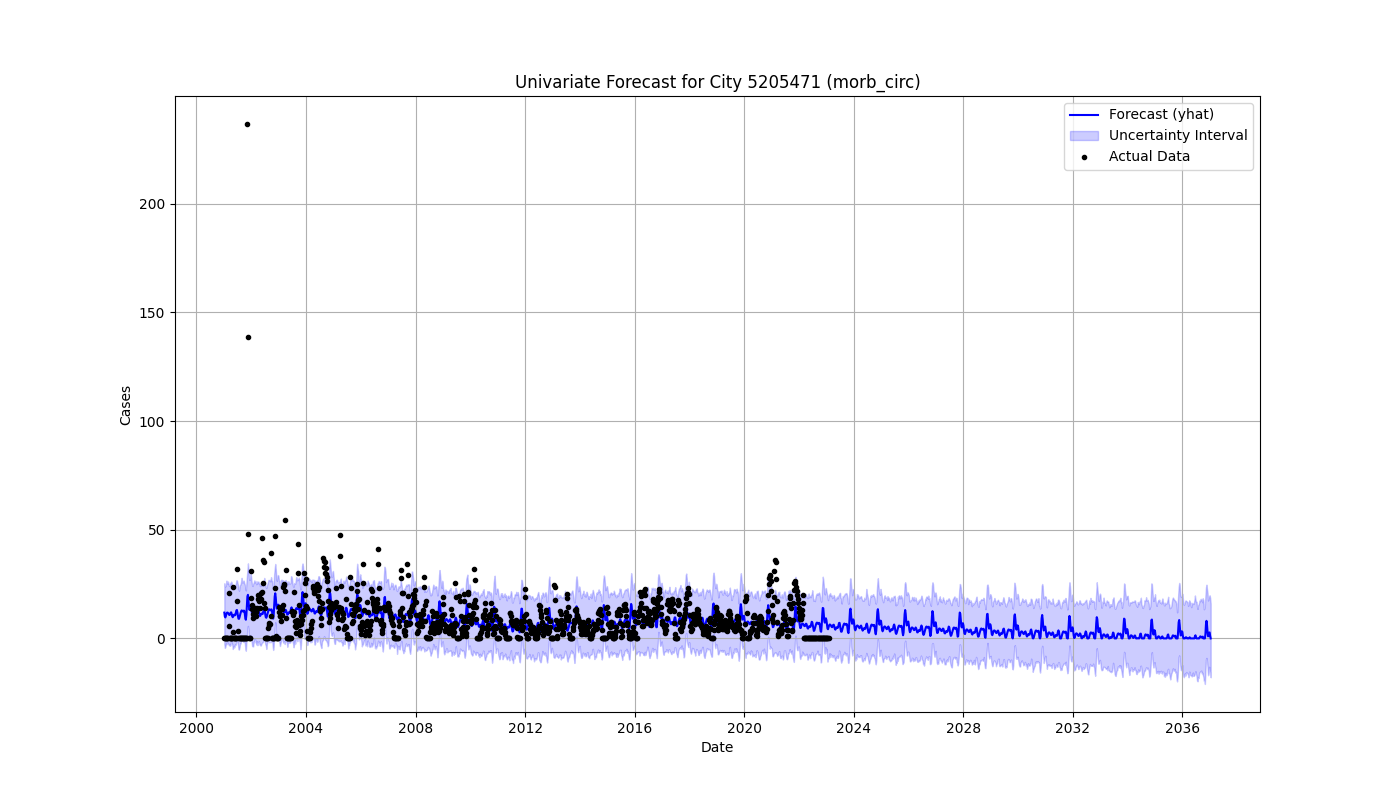 Univariate Forecast for City 5205471 (morb_circ)
Forecast (yhat)
Uncertainty Interval
Actual Data
200
150
100
50
0
Cases
2000 2004 2008 2012 2016 2020 2024 2028 2032 2036
Date